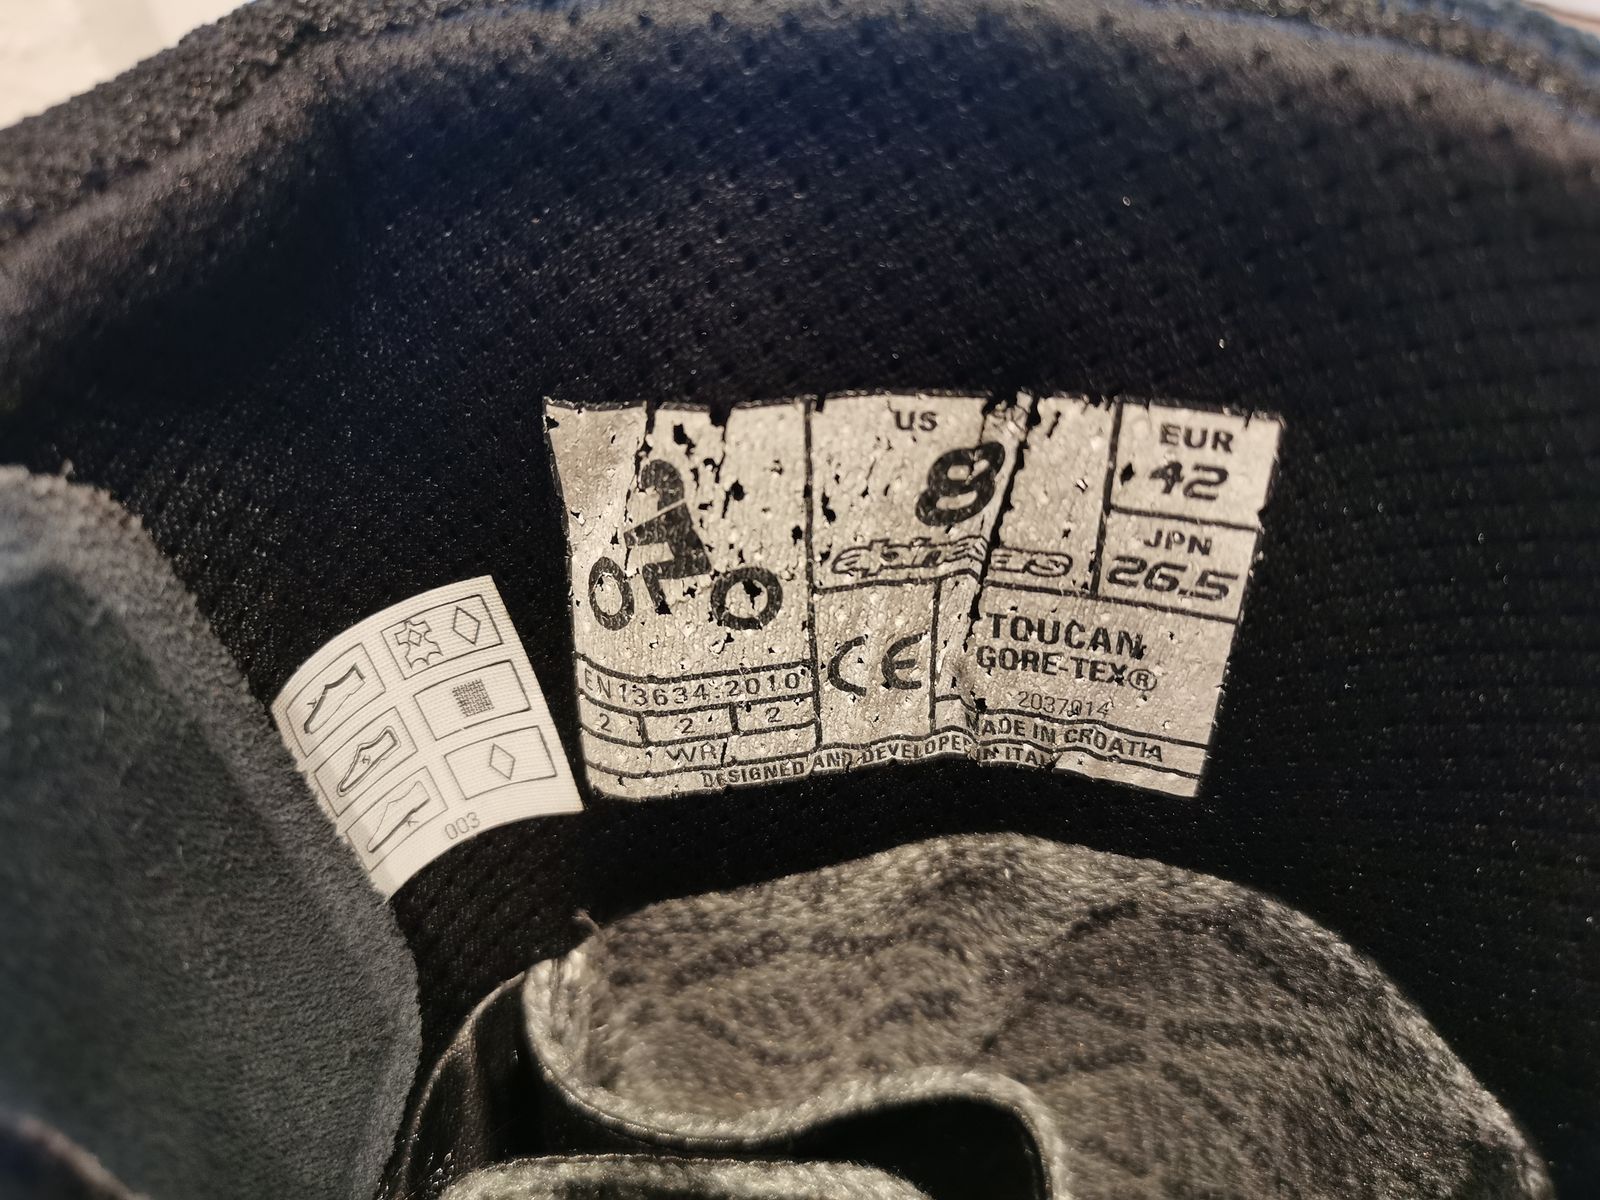 US
8
EUR
42
JPN
26.5
alpinestars
EN13634:2010
2 2 2
WR
CE
TOUCAN
GORE-TEX®
2037014
MADE IN CROATIA
DESIGNED AND DEVELOPED IN ITALY
003